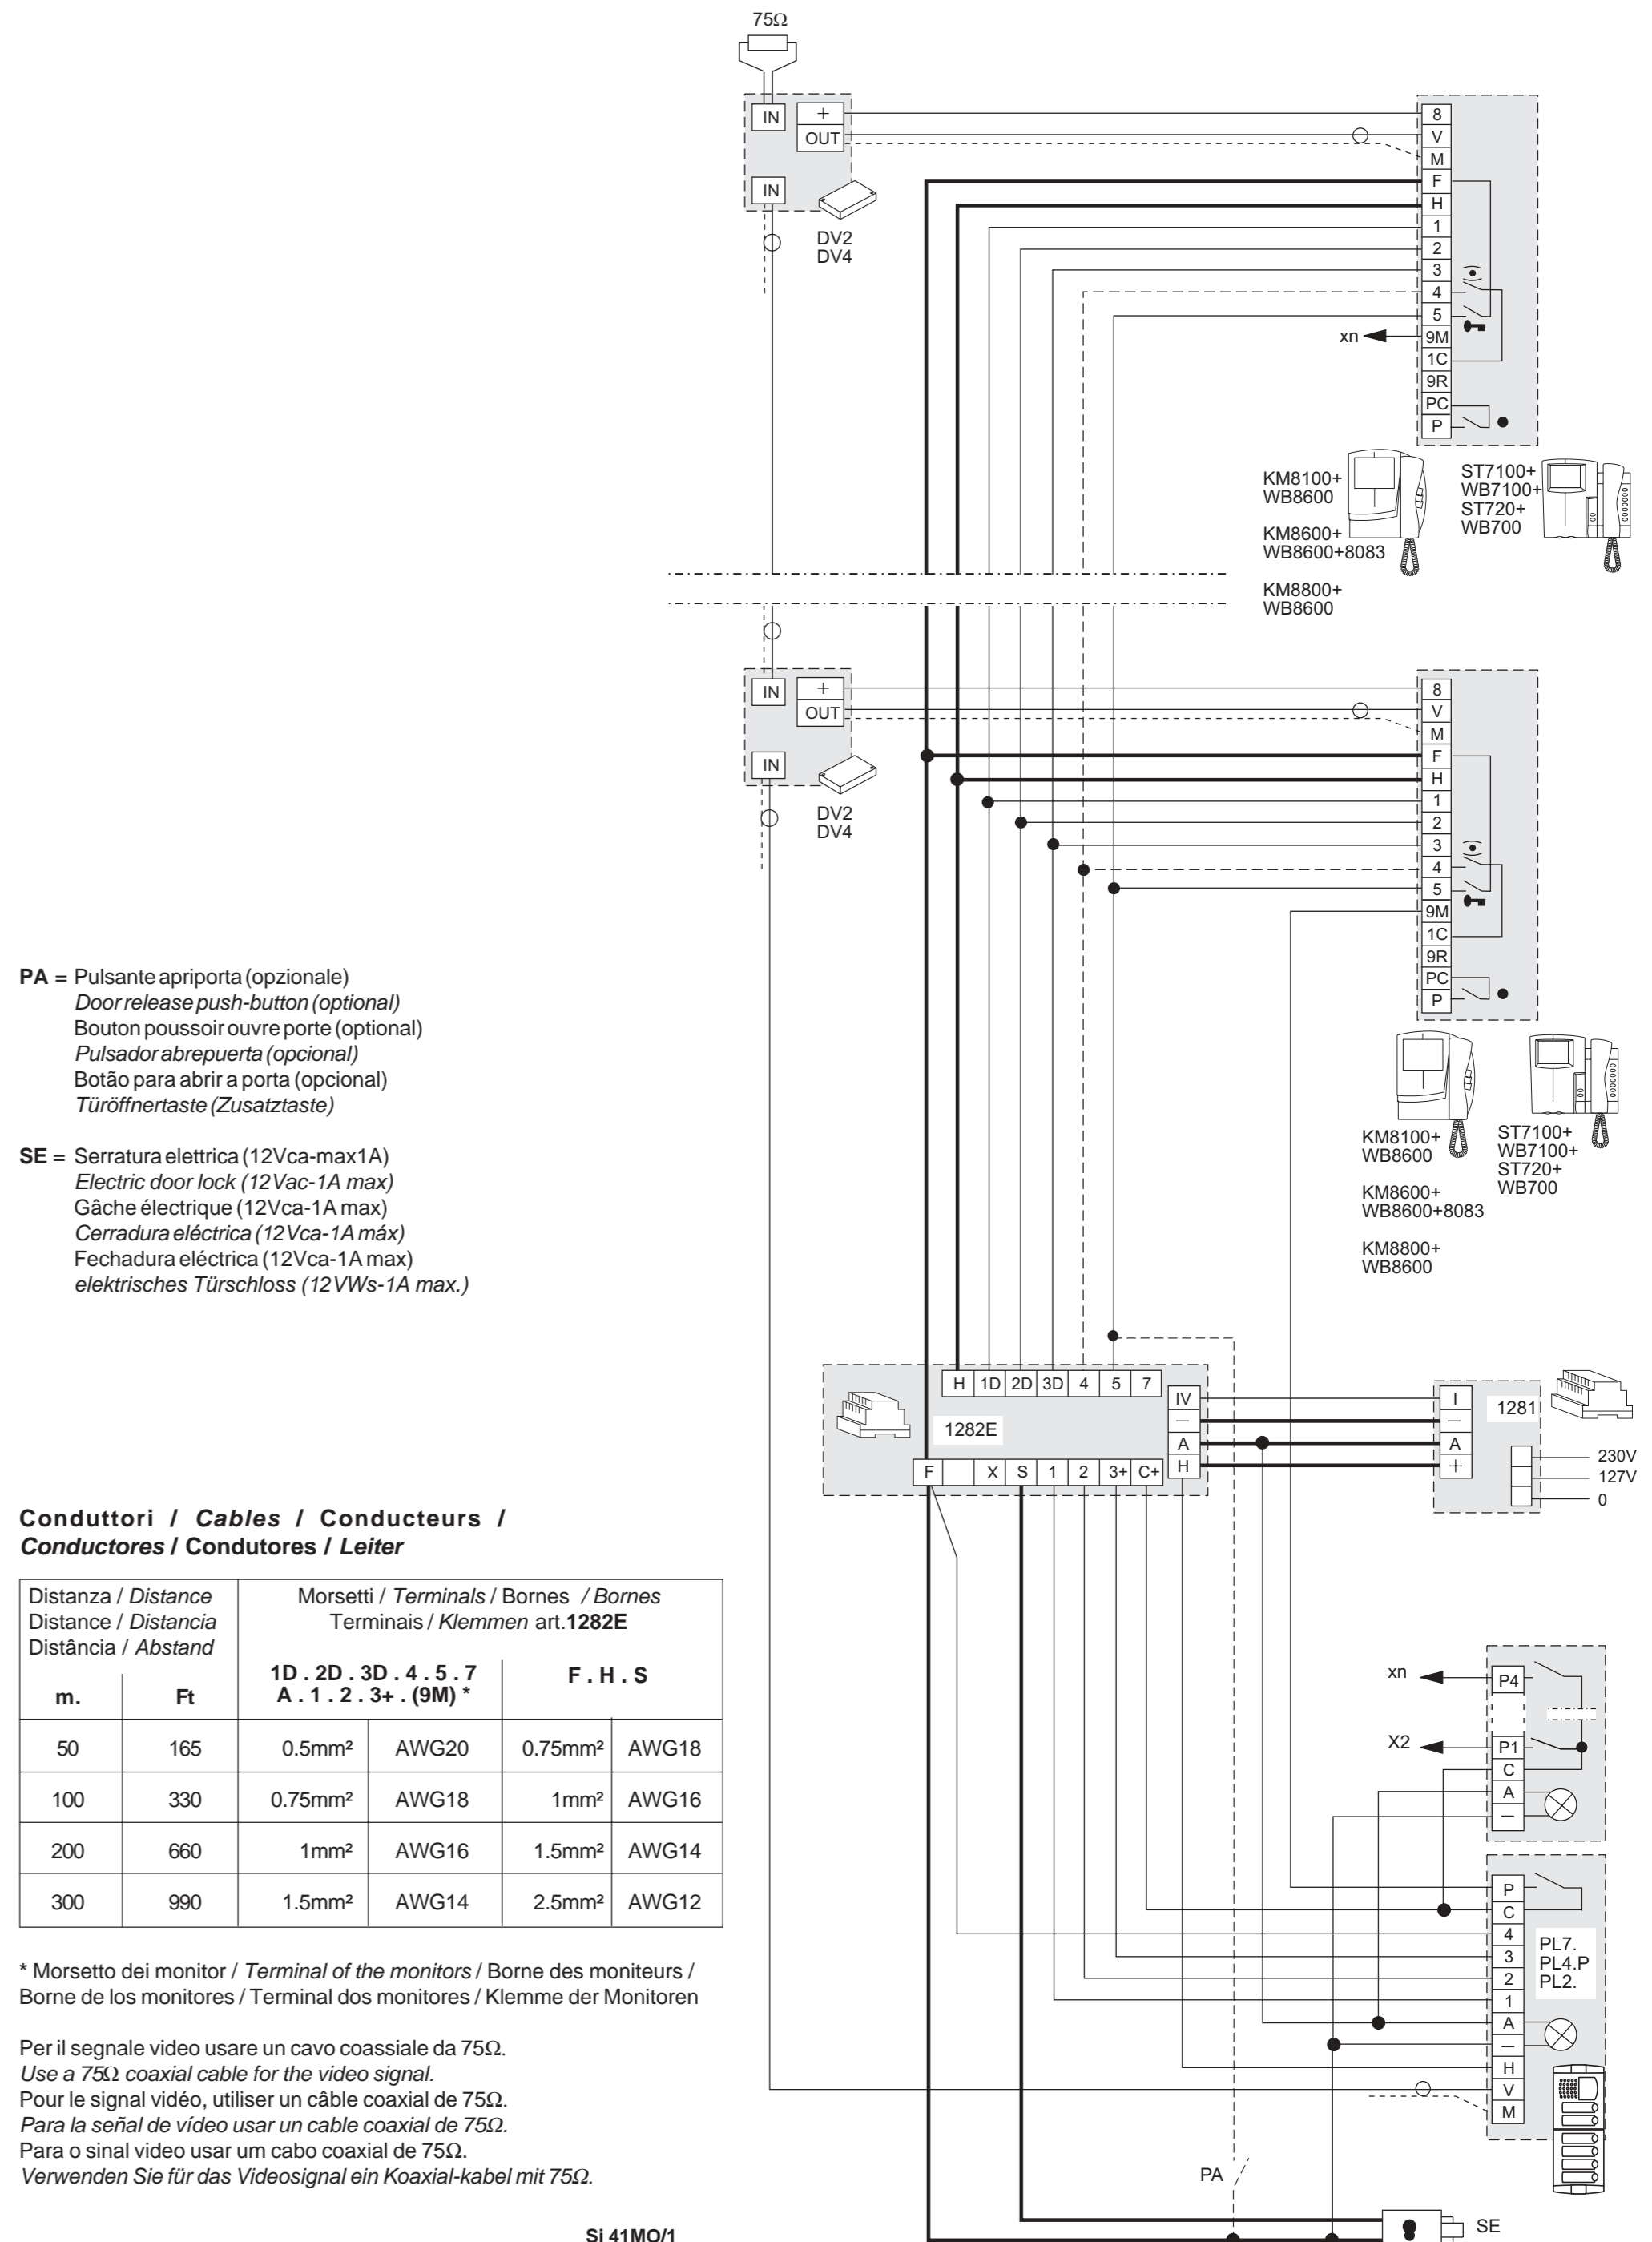 75Ω
IN
+
OUT
IN
DV2
DV4
8
V
M
F
H
1
2
3
4
5
9M
1C
9R
PC
P
xn
KM8100+
WB8600
KM8600+
WB8600+8083
KM8800+
WB8600
ST7100+
WB7100+
ST720+
WB700
IN
+
OUT
IN
DV2
DV4
8
V
M
F
H
1
2
3
4
5
9M
1C
9R
PC
P
KM8100+
WB8600
KM8600+
WB8600+8083
KM8800+
WB8600
ST7100+
WB7100+
ST720+
WB700
PA = Pulsante apriporta (opzionale)
Door release push-button (optional)
Bouton poussoir ouvre porte (optional)
Pulsador abrepuerta (opcional)
Botão para abrir a porta (opcional)
Türöffnertaste (Zusatztaste)
SE = Serratura elettrica (12Vca-max1A)
Electric door lock (12Vac-1A max)
Gâche électrique (12Vca-1A max)
Cerradura eléctrica (12Vca-1A máx)
Fechadura eléctrica (12Vca-1A max)
elektrisches Türschloss (12VWs-1A max.)
H 1D 2D 3D 4 5 7
1282E
IV
—
A
H
F X S 1 2 3+ C+
I
—
A
+
1281
230V
127V
0
Conduttori / Cables / Conducteurs /
Conductores / Condutores / Leiter
Distanza / Distance
Distance / Distancia
Distância / Abstand
Morsetti / Terminals / Bornes / Bornes
Terminais / Klemmen art.1282E
m. Ft
1D . 2D . 3D . 4 . 5 . 7
A . 1 . 2 . 3+ . (9M) *
F . H . S
50 165 0.5mm² AWG20 0.75mm² AWG18
100 330 0.75mm² AWG18 1mm² AWG16
200 660 1mm² AWG16 1.5mm² AWG14
300 990 1.5mm² AWG14 2.5mm² AWG12
* Morsetto dei monitor / Terminal of the monitors / Borne des moniteurs /
Borne de los monitores / Terminal dos monitores / Klemme der Monitoren
Per il segnale video usare un cavo coassiale da 75Ω.
Use a 75Ω coaxial cable for the video signal.
Pour le signal vidéo, utiliser un câble coaxial de 75Ω.
Para la señal de vídeo usar un cable coaxial de 75Ω.
Para o sinal video usar um cabo coaxial de 75Ω.
Verwenden Sie für das Videosignal ein Koaxial-kabel mit 75Ω.
xn
P4
X2
P1
C
A
—
P
C
4
3
2
1
A
—
H
V
M
PL7.
PL4.P
PL2.
PA
SE
Si 41MO/1